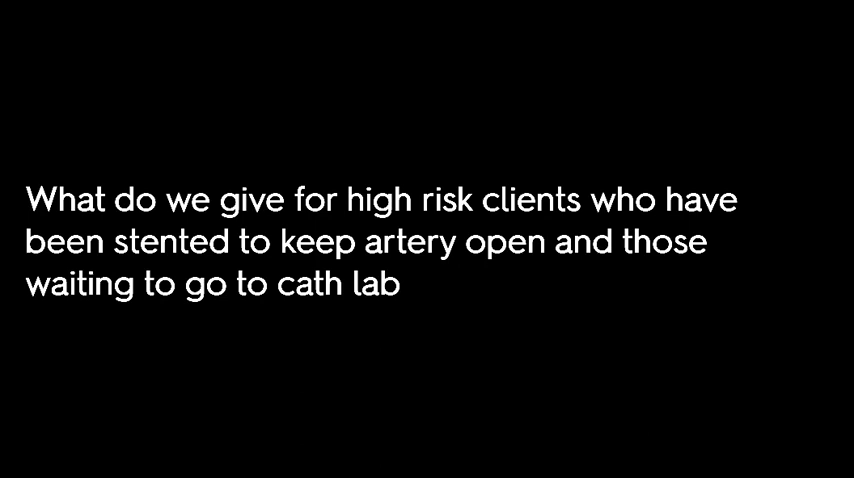 What do we give for high risk clients who have
been stented to keep artery open and those
waiting to go to cath lab